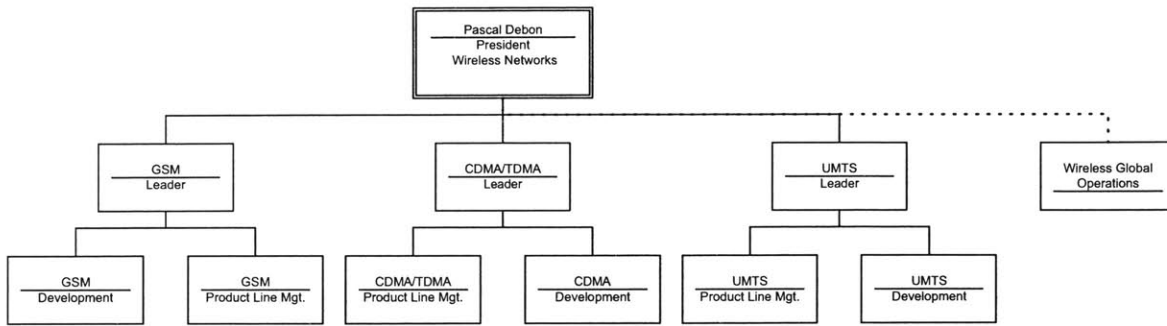 Pascal Debon
President
Wireless Networks
GSM
Leader
CDMA/TDMA
Leader
UMTS
Leader
Wireless Global
Operations
GSM
Development
GSM
Product Line Mgt.
CDMA/TDMA
Product Line Mgt.
CDMA
Development
UMTS
Product Line Mgt.
UMTS
Development